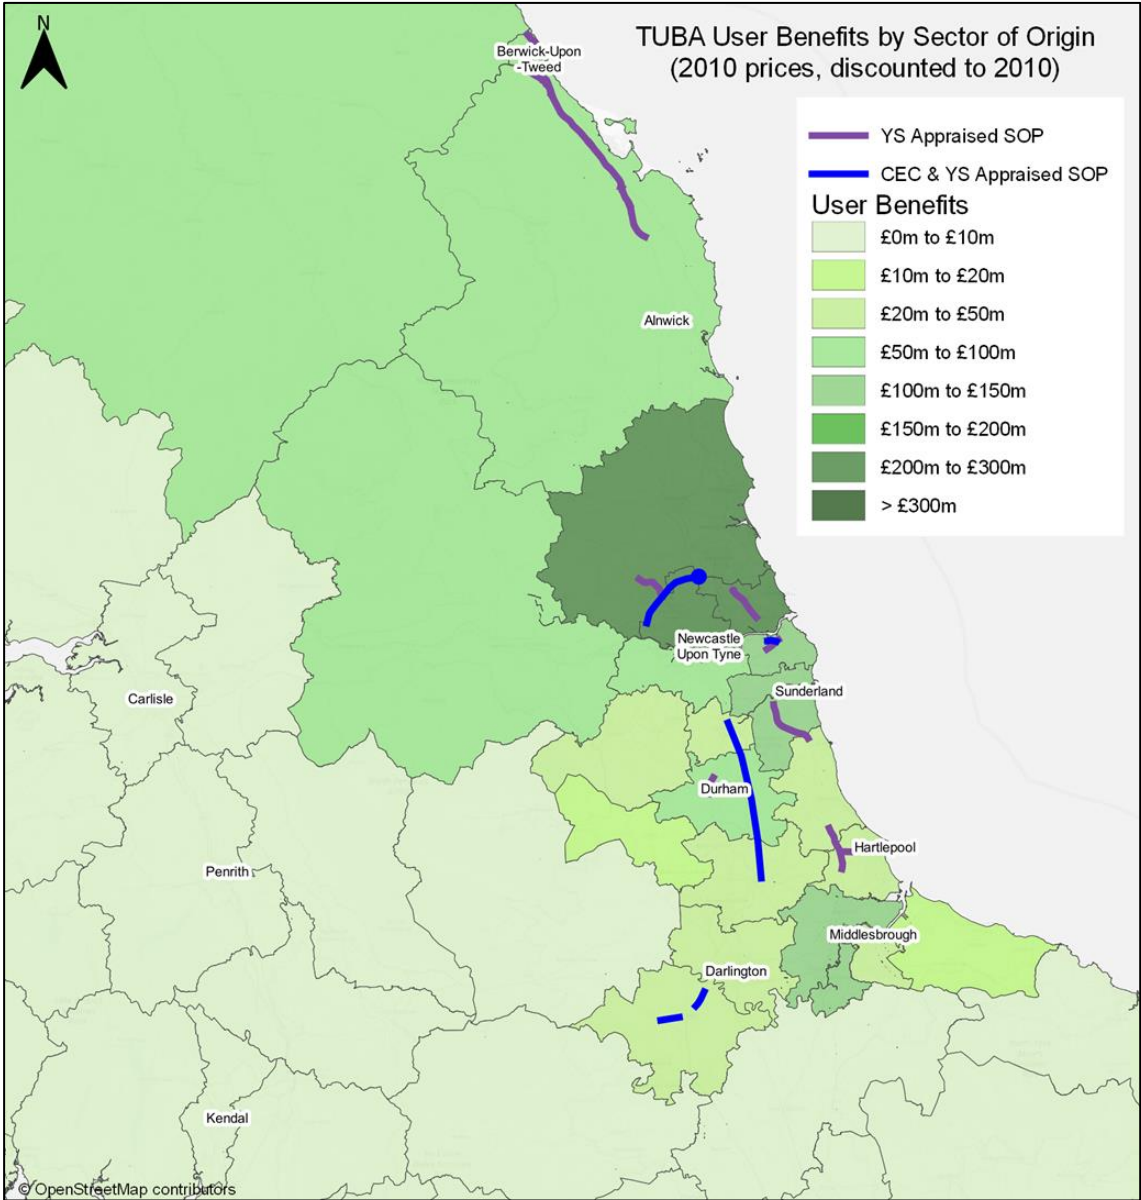 N
TUBA User Benefits by Sector of Origin
(2010 prices, discounted to 2010)
YS Appraised SOP
CEC & YS Appraised SOP
User Benefits
£0m to £10m
£10m to £20m
£20m to £50m
£50m to £100m
£100m to £150m
£150m to £200m
£200m to £300m
> £300m
Berwick-Upon
-Tweed
Alnwick
Newcastle
Upon Tyne
Carlisle
Sunderland
Durham
Hartlepool
Penrith
Middlesbrough
Darlington
Kendal
© OpenStreetMap contributors